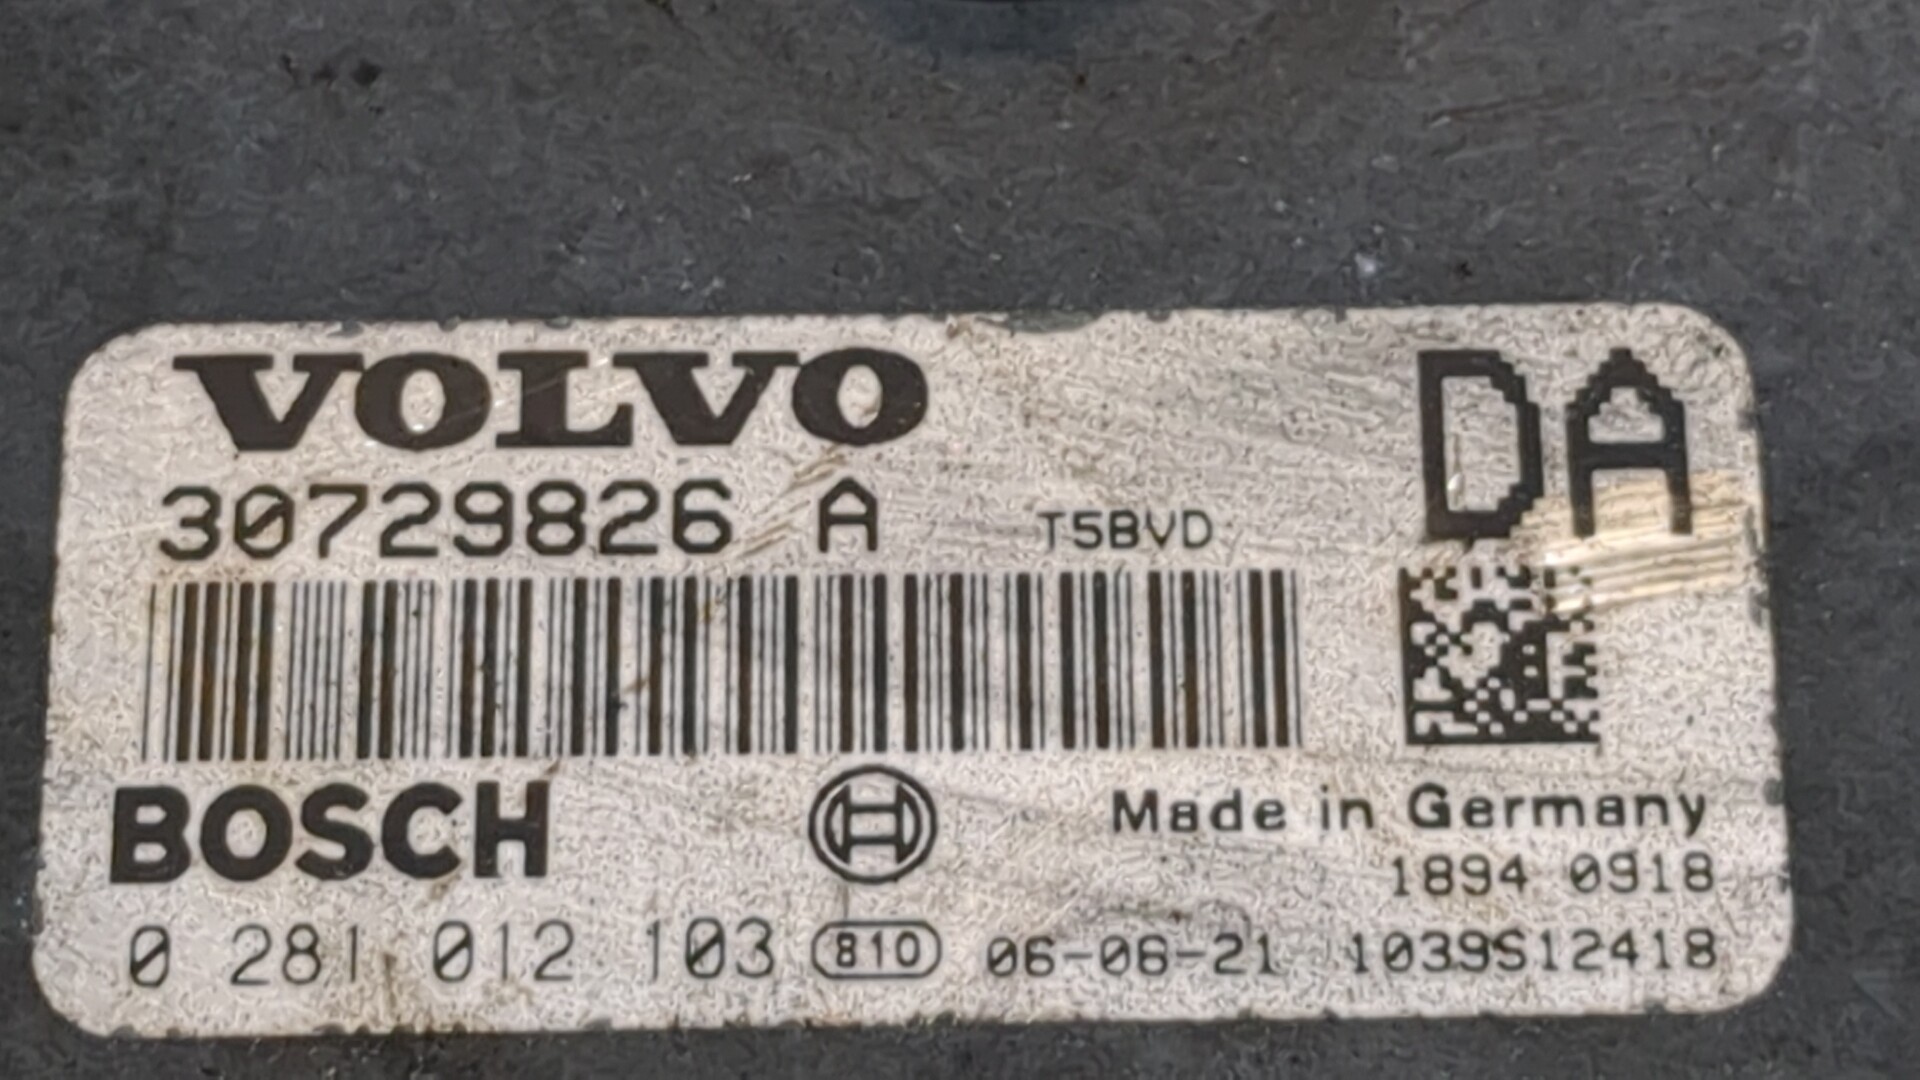 VOLVO
DA
30729826 A T5BVD
BOSCH
Made in Germany
1894 0918
0 281 012 103 810 06-06-21 1039S12418